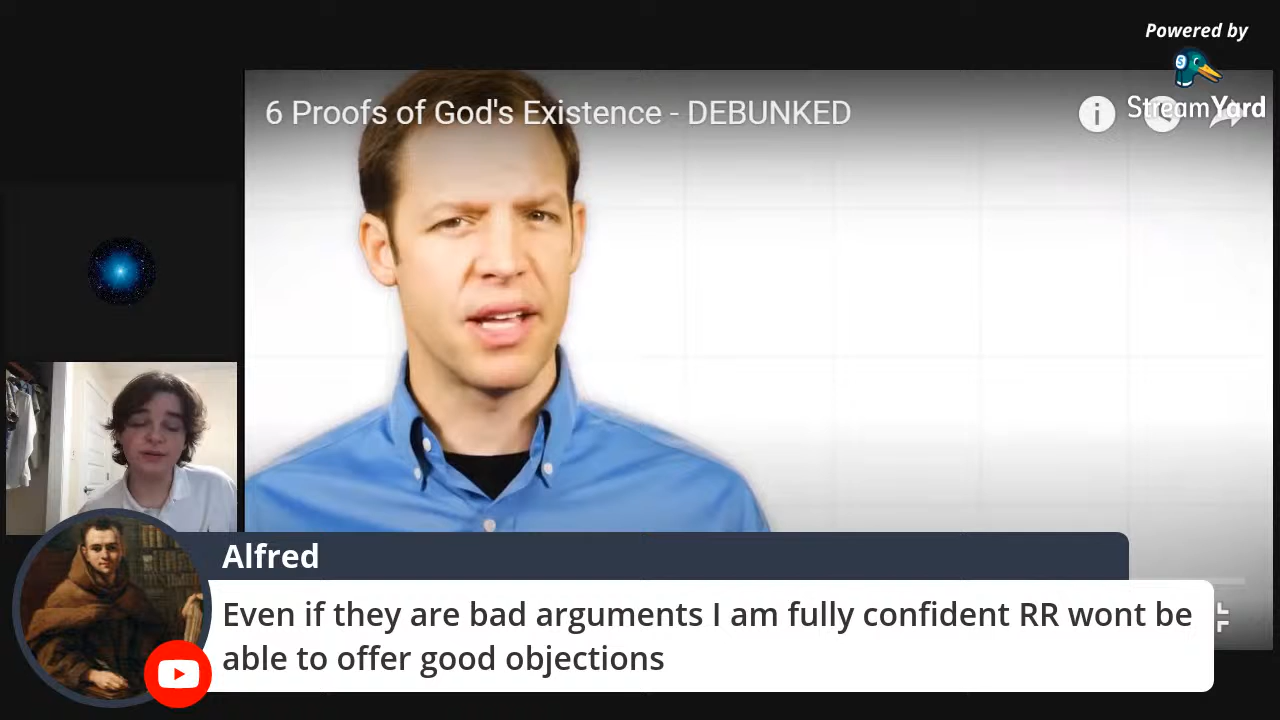 Powered by
6 Proofs of God's Existence - DEBUNKED
StreamYard
Alfred
Even if they are bad arguments I am fully confident RR wont be
able to offer good objections